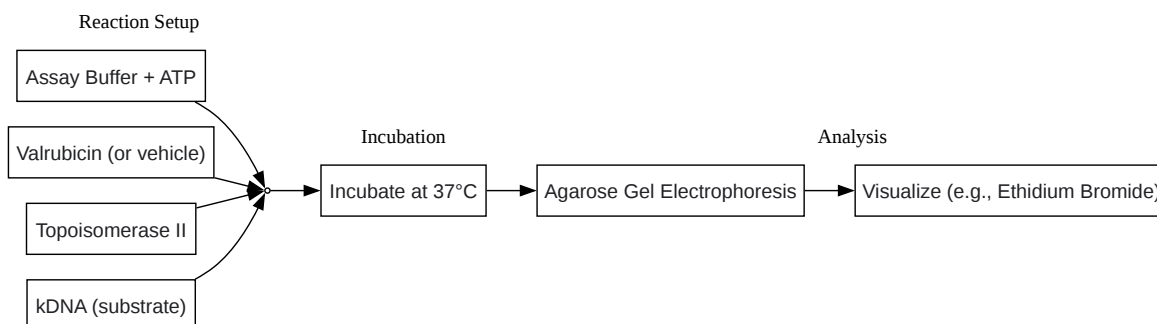 Reaction Setup
Assay Buffer + ATP
Valrubicin (or vehicle)
Topoisomerase II
kDNA (substrate)
Incubation
Incubate at 37°C
Agarose Gel Electrophoresis
Analysis
Visualize (e.g., Ethidium Bromide)